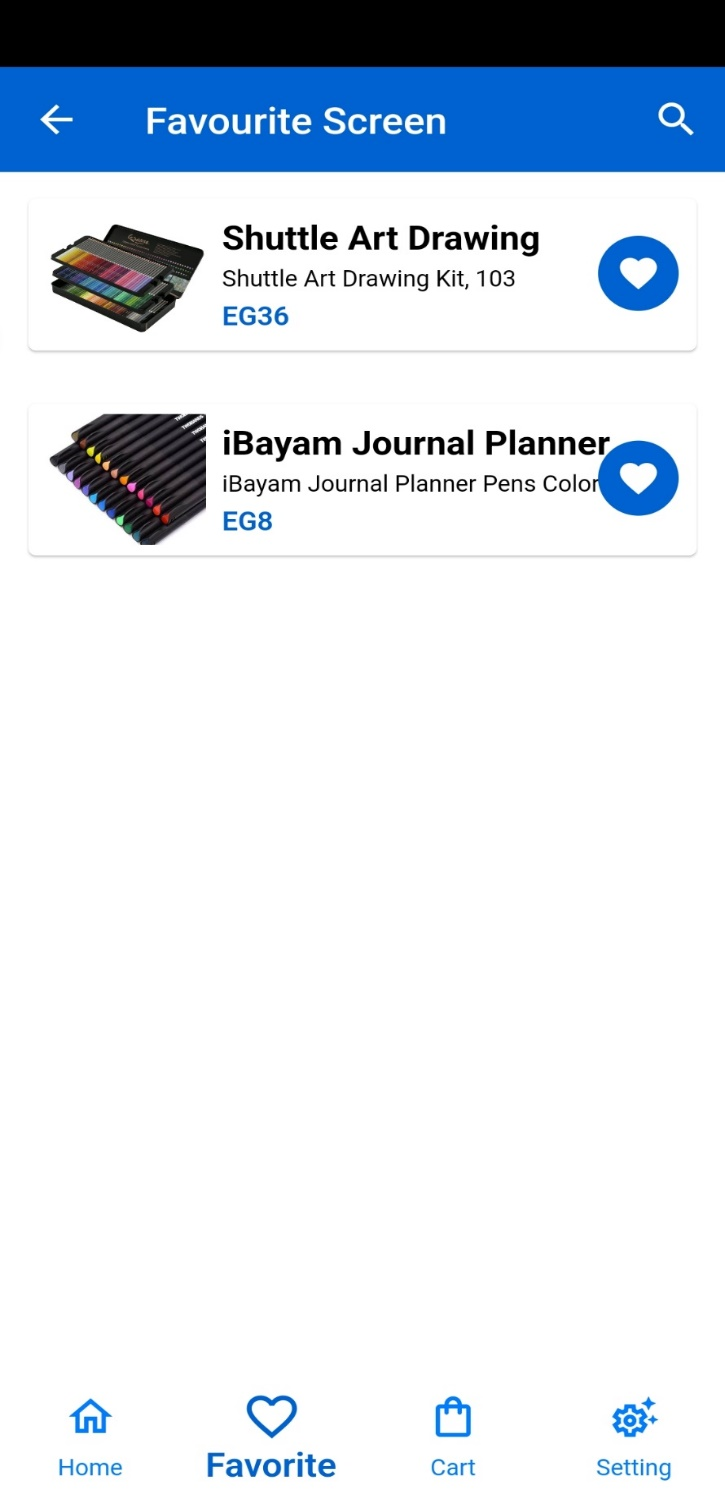 Favourite Screen
Shuttle Art Drawing
Shuttle Art Drawing Kit, 103
EG36
iBayam Journal Planner
iBayam Journal Planner Pens Color
EG8
Home
Favorite
Cart
Setting